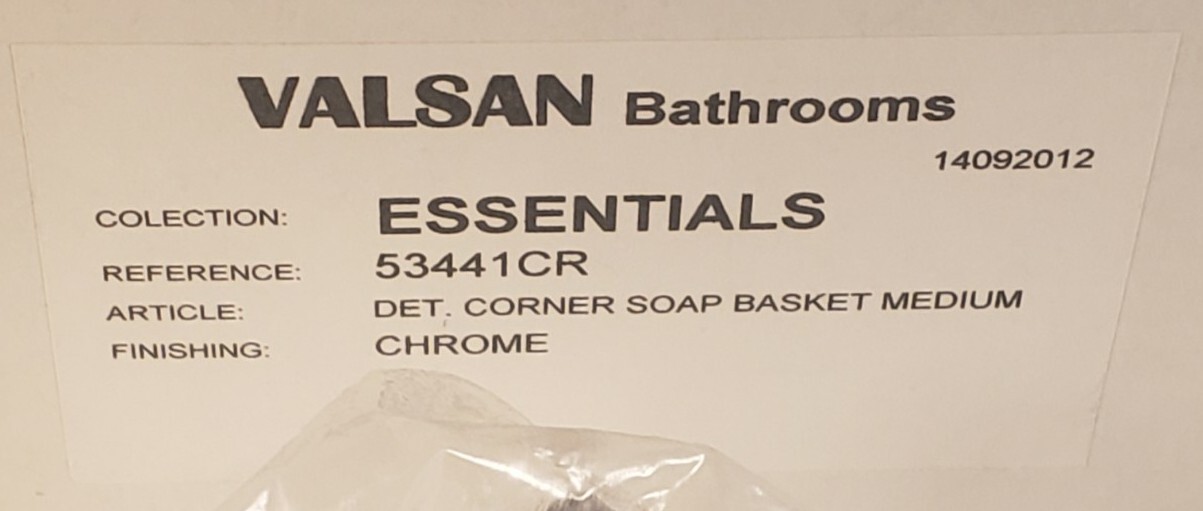 VALSAN Bathrooms
14092012
COLECTION: ESSENTIALS
REFERENCE: 53441CR
ARTICLE: DET. CORNER SOAP BASKET MEDIUM
FINISHING: CHROME